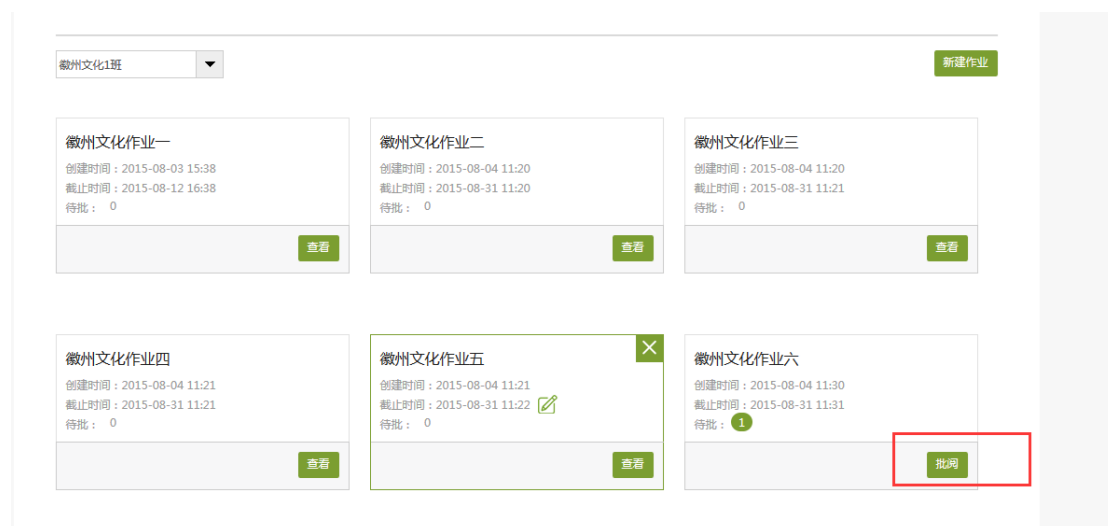 徽州文化1班
新建作业
徽州文化作业一
创建时间：2015-08-03 15:38
截止时间：2015-08-12 16:38
待批： 0
查看
徽州文化作业二
创建时间：2015-08-04 11:20
截止时间：2015-08-31 11:20
待批： 0
查看
徽州文化作业三
创建时间：2015-08-04 11:20
截止时间：2015-08-31 11:21
待批： 0
查看
徽州文化作业四
创建时间：2015-08-04 11:21
截止时间：2015-08-31 11:21
待批： 0
查看
徽州文化作业五
创建时间：2015-08-04 11:21
截止时间：2015-08-31 11:22
待批： 0
查看
徽州文化作业六
创建时间：2015-08-04 11:30
截止时间：2015-08-31 11:31
待批： 1
批阅